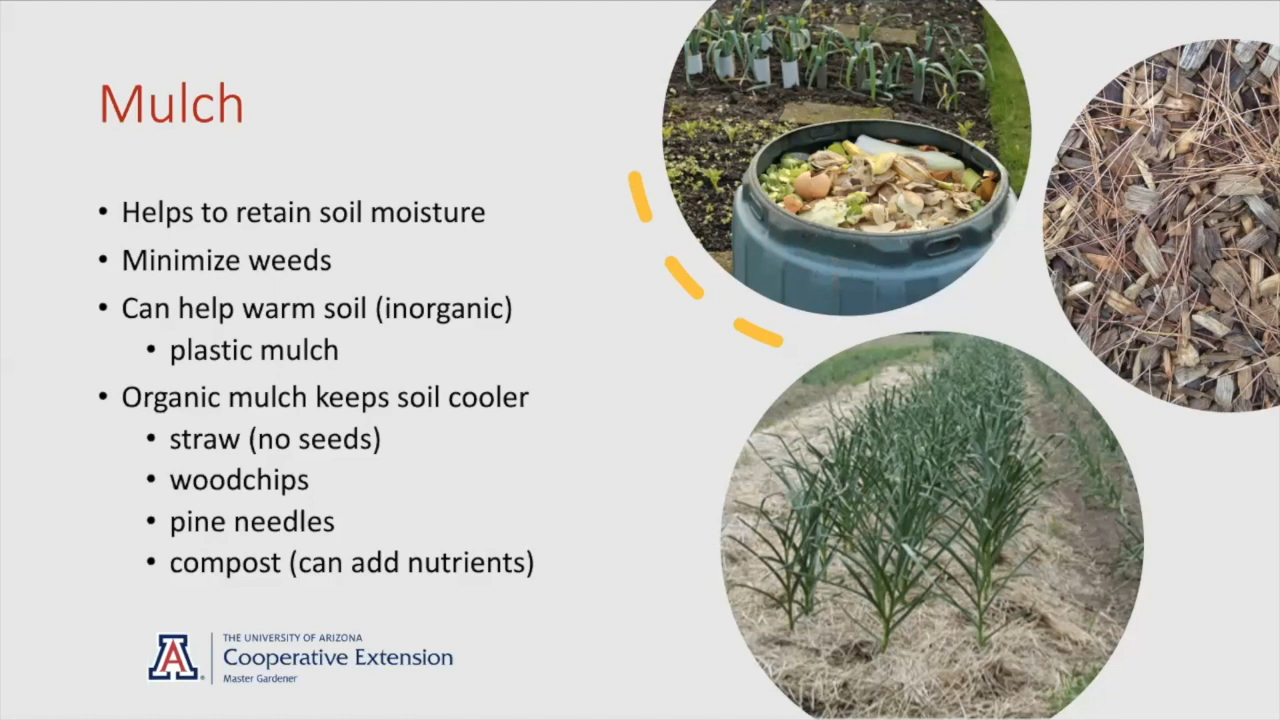 Mulch
• Helps to retain soil moisture
• Minimize weeds
• Can help warm soil (inorganic)
• plastic mulch
• Organic mulch keeps soil cooler
• straw (no seeds)
• woodchips
• pine needles
• compost (can add nutrients)
A
THE UNIVERSITY OF ARIZONA
Cooperative Extension
Master Gardener